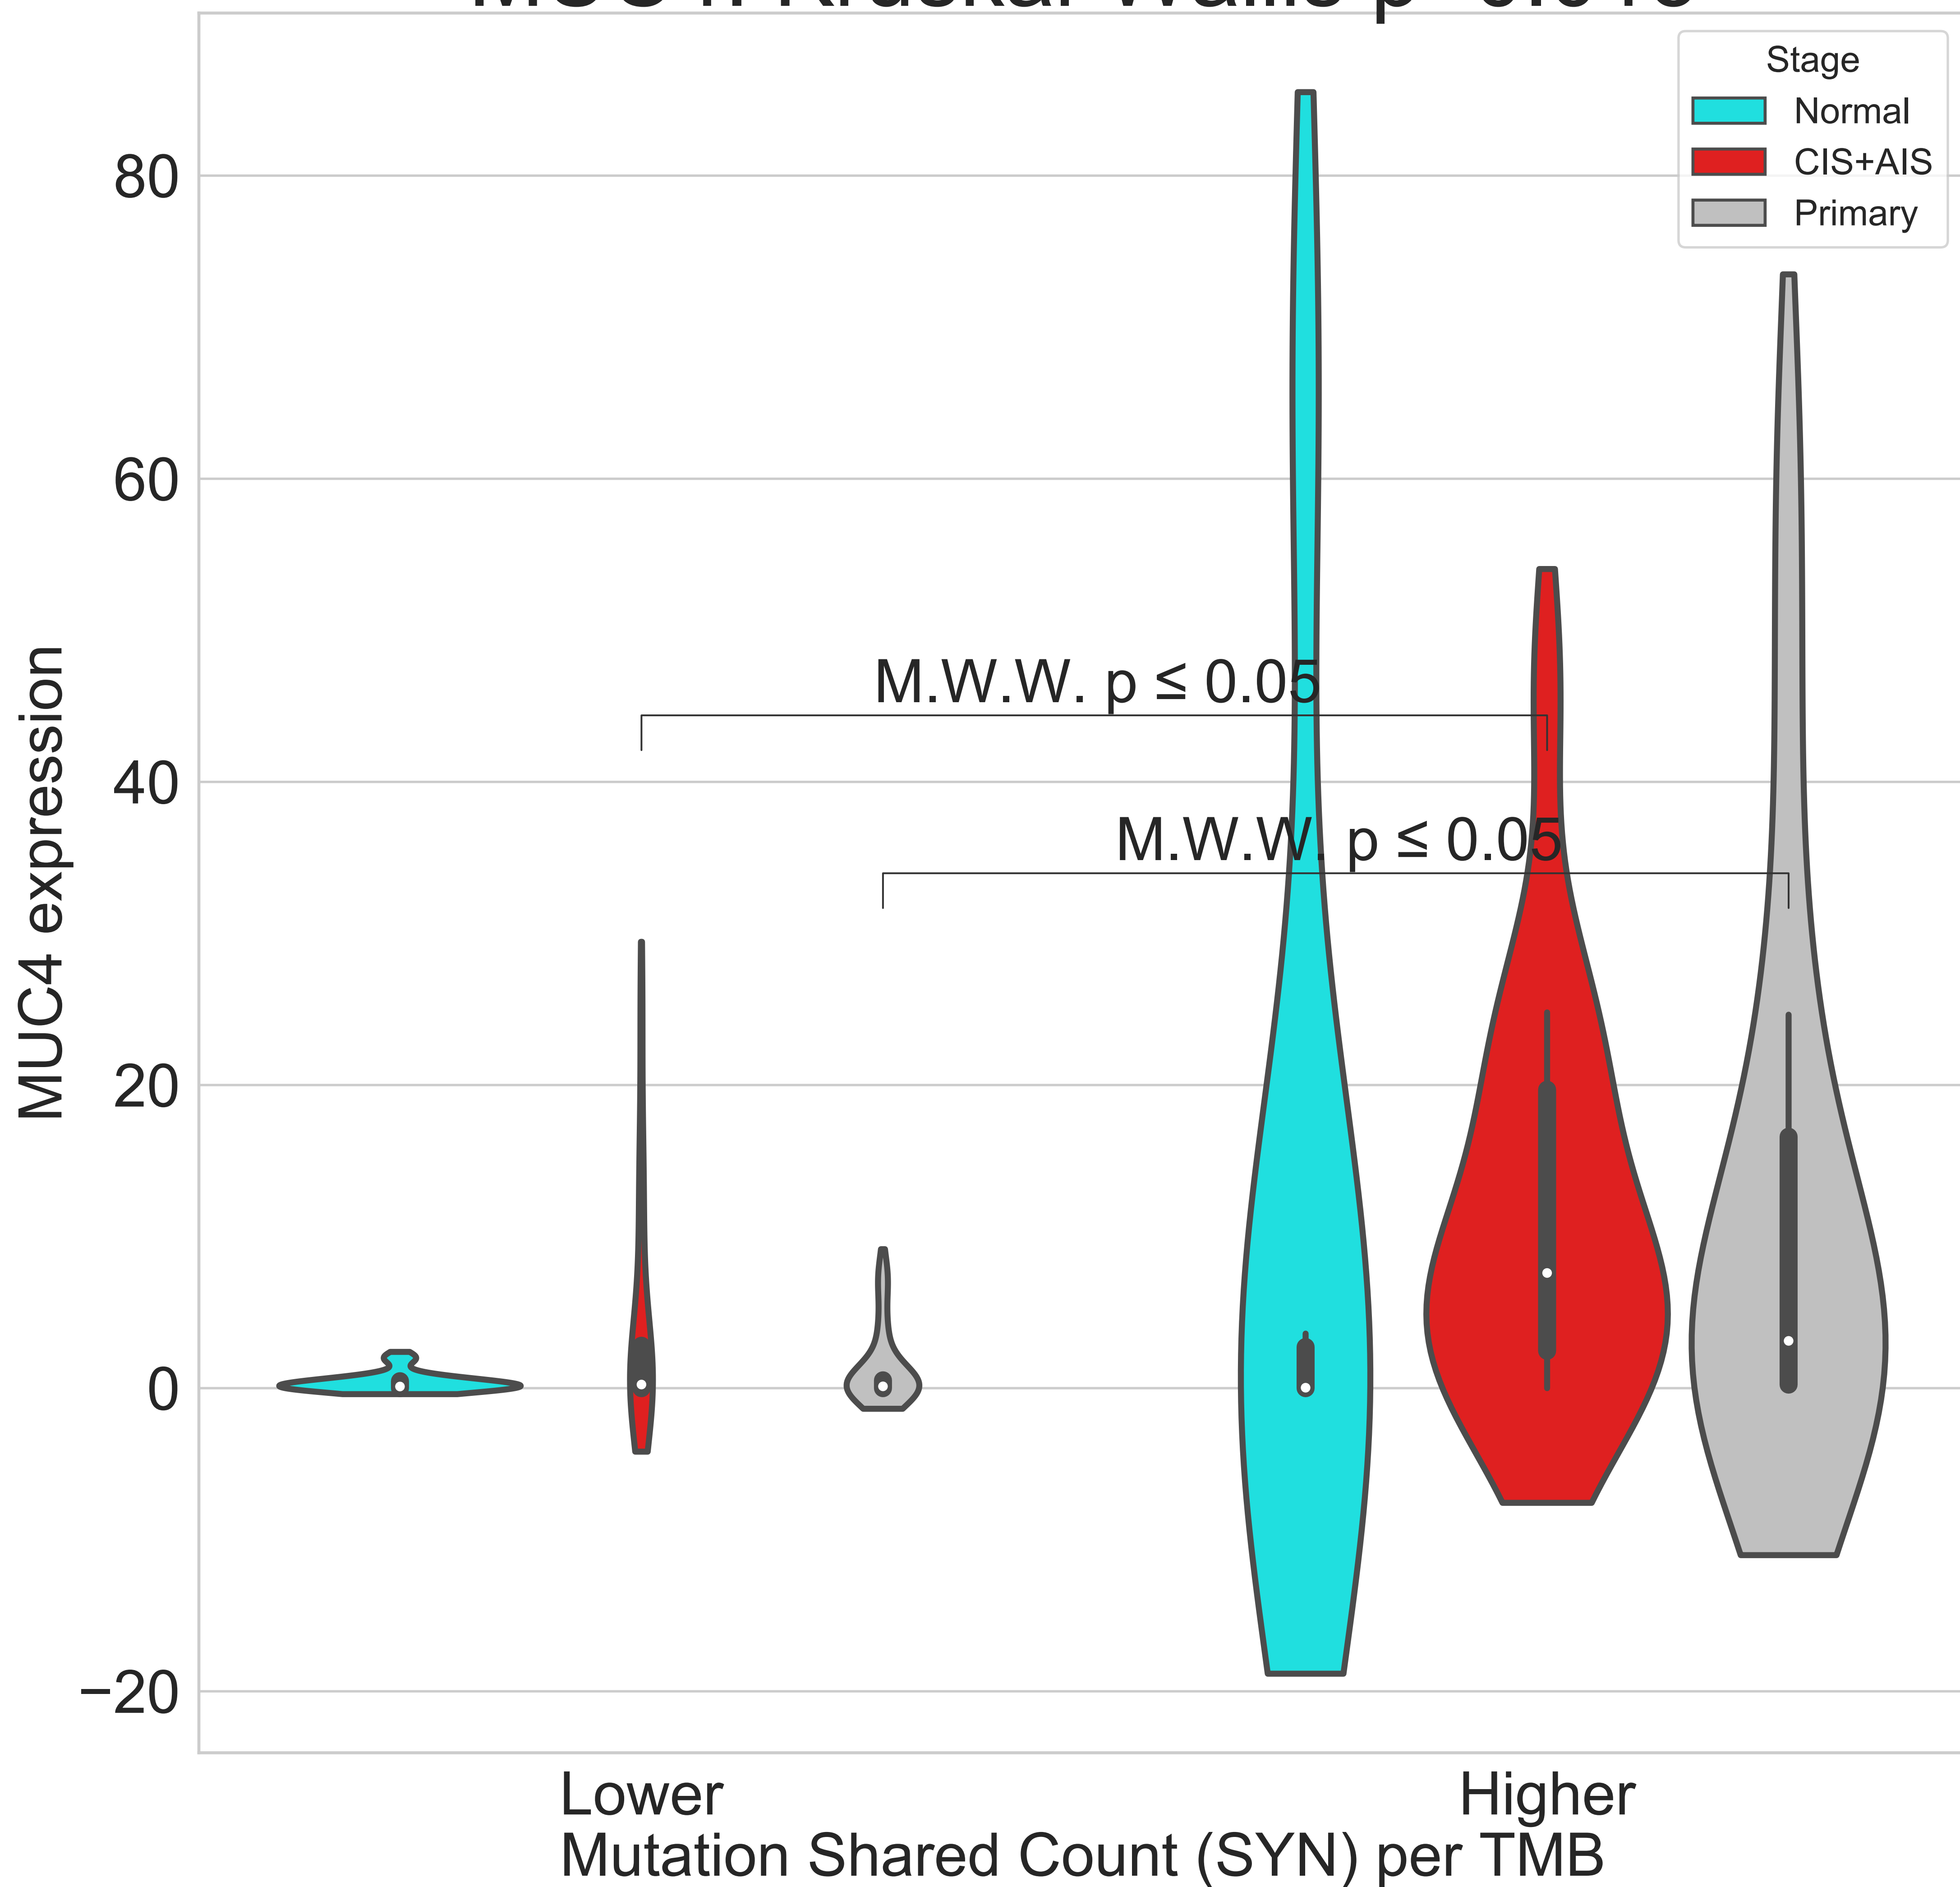 Stage
Normal
CIS+AIS
Primary
80
60
40
20
0
−20
MUC4 expression
M.W.W. p ≤ 0.05
M.W.W. p ≤ 0.05
Lower
Higher
Mutation Shared Count (SYN) per TMB